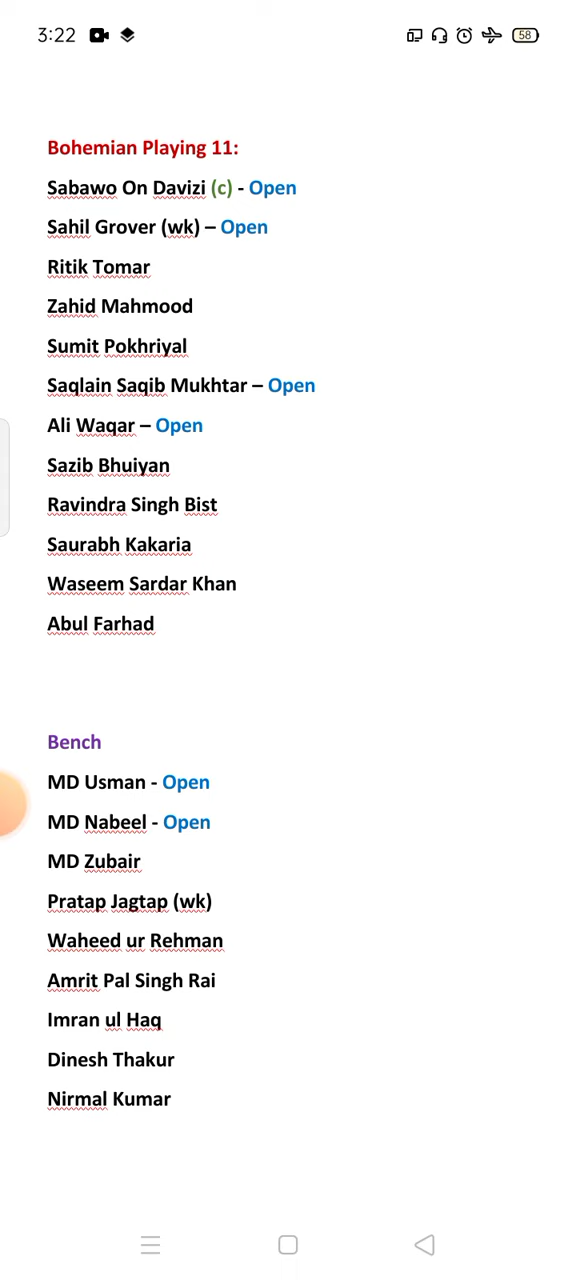 3:22
58
Bohemian Playing 11:
Sabawo On Davizi (c) - Open
Sahil Grover (wk) – Open
Ritik Tomar
Zahid Mahmood
Sumit Pokhriyal
Saqlain Saqib Mukhtar – Open
Ali Waqar – Open
Sazib Bhuiyan
Ravindra Singh Bist
Saurabh Kakaria
Waseem Sardar Khan
Abul Farhad
Bench
MD Usman - Open
MD Nabeel - Open
MD Zubair
Pratap Jagtap (wk)
Waheed ur Rehman
Amrit Pal Singh Rai
Imran ul Haq
Dinesh Thakur
Nirmal Kumar